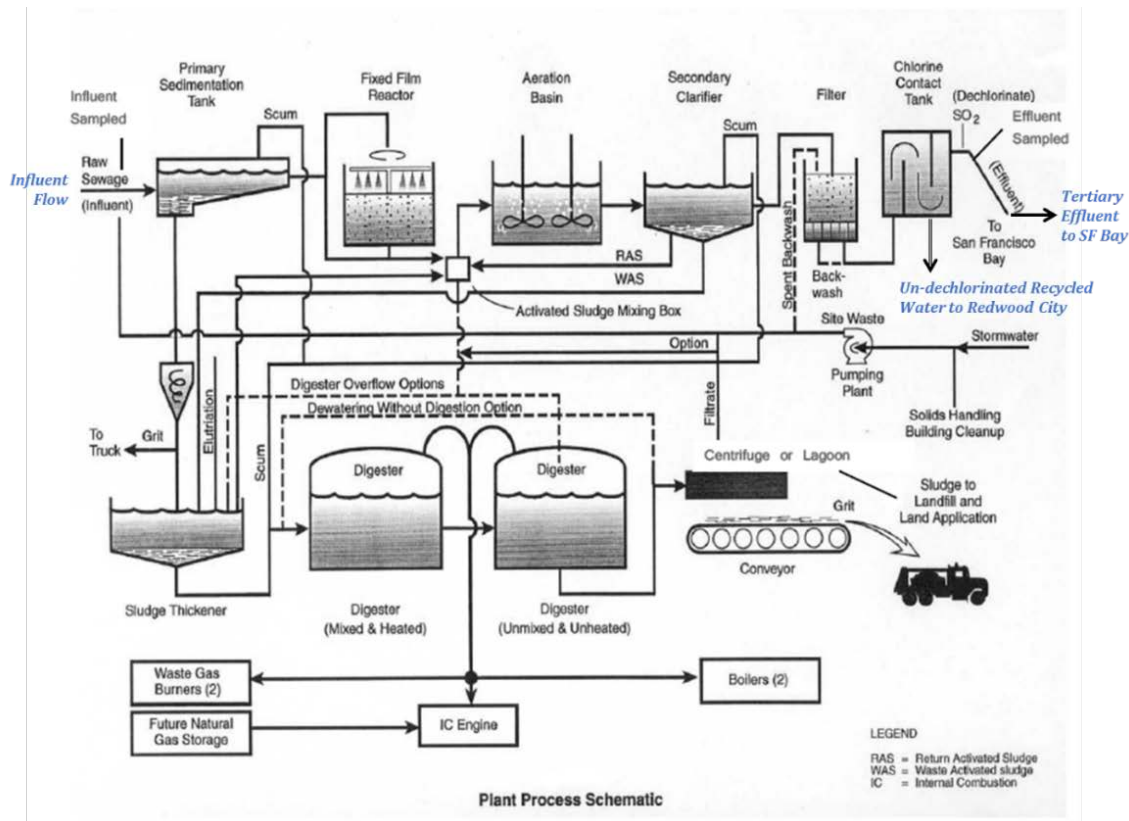 Influent
Sampled
Primary
Sedimentation
Tank
Scum
Fixed Film
Reactor
Aeration
Basin
Secondary
Clarifier
Scum
Filter
Chlorine
Contact
Tank
(Dechlorinate)
SO2
Effluent
Sampled
Influent
Flow
Raw
Sewage
(Influent)
(Effluent)
To
San Francisco
Bay
Tertiary
Effluent
to SF Bay
RAS
WAS
Activated Sludge Mixing Box
Spent Backwash
Back-
wash
Un-dechlorinated Recycled
Water to Redwood City
Site Waste
Pumping
Plant
Stormwater
Option
Solids Handling
Building Cleanup
Filtrate
Digester Overflow Options
Dewatering Without Digestion Option
Elutriation
To
Truck
Grit
Scum
Digester
Digester
Centrifuge or Lagoon
Sludge to
Landfill and
Land Application
Grit
Conveyor
Sludge Thickener
Digester
(Mixed & Heated)
Digester
(Unmixed & Unheated)
Waste Gas
Burners (2)
Boilers (2)
Future Natural
Gas Storage
IC Engine
LEGEND
RAS = Return Activated Sludge
WAS = Waste Activated sludge
IC = Internal Combustion
Plant Process Schematic